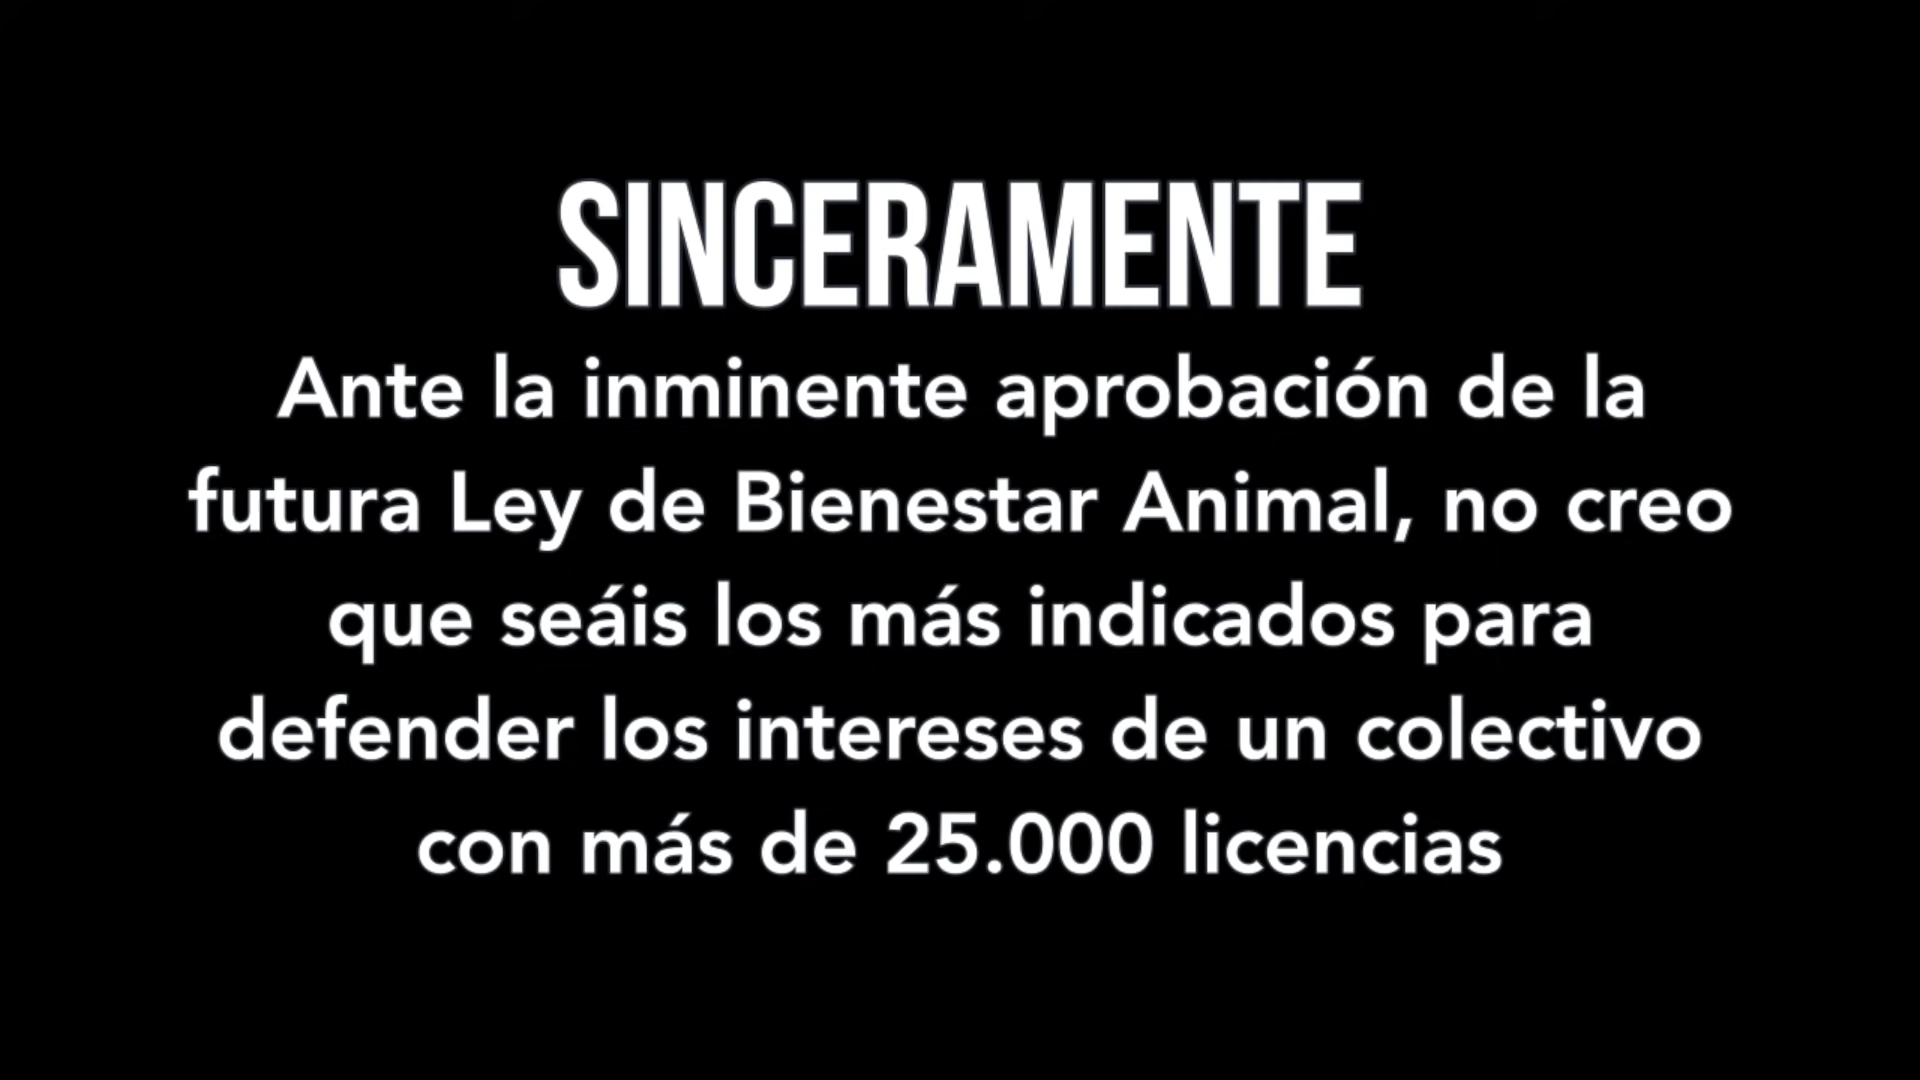 SINCERAMENTE
Ante la inminente aprobación de la
futura Ley de Bienestar Animal, no creo
que seáis los más indicados para
defender los intereses de un colectivo
con más de 25.000 licencias